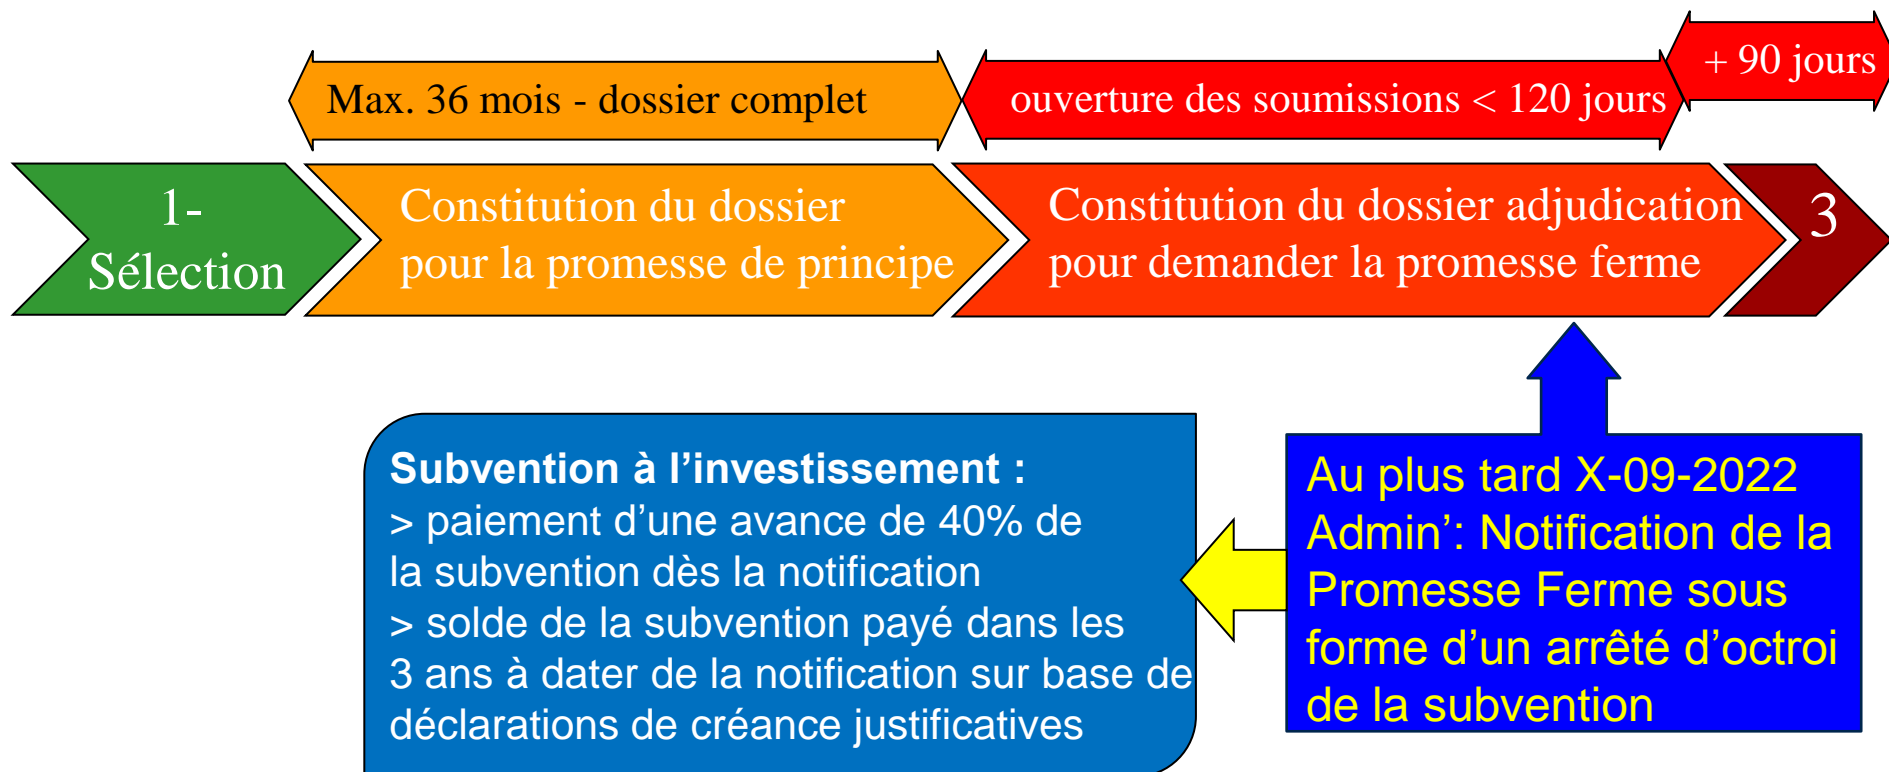 + 90 jours
Max. 36 mois - dossier complet
ouverture des soumissions < 120 jours
1-
Sélection
Constitution du dossier
pour la promesse de principe
Constitution du dossier adjudication
pour demander la promesse ferme
3
Subvention à l’investissement :
> paiement d’une avance de 40% de
la subvention dès la notification
> solde de la subvention payé dans les
3 ans à dater de la notification sur base de
déclarations de créance justificatives
Au plus tard X-09-2022
Admin’: Notification de la
Promesse Ferme sous
forme d’un arrêté d’octroi
de la subvention